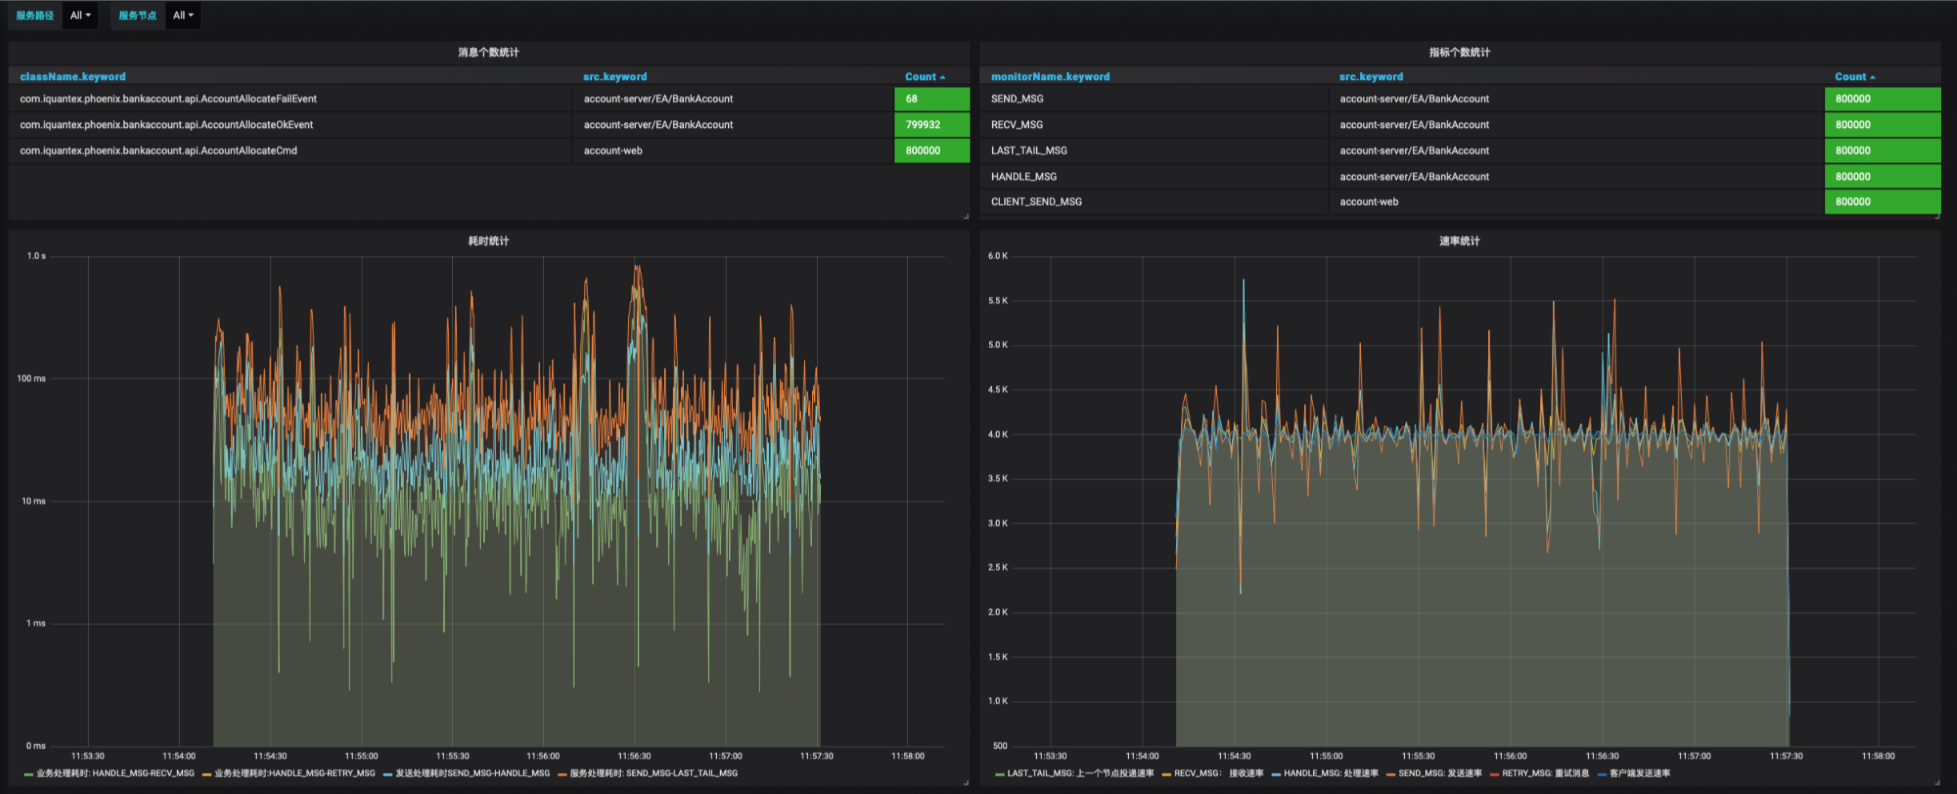 服务路径 All 服务节点 All
消息个数统计
className.keyword src.keyword Count
com.iquantex.phoenix.bankaccount.api.AccountAllocateFailEvent account-server/EA/BankAccount 68
com.iquantex.phoenix.bankaccount.api.AccountAllocateOkEvent account-server/EA/BankAccount 799932
com.iquantex.phoenix.bankaccount.api.AccountAllocateCmd account-web 800000
指标个数统计
monitorName.keyword src.keyword Count
SEND_MSG account-server/EA/BankAccount 800000
RECV_MSG account-server/EA/BankAccount 800000
LAST_TAIL_MSG account-server/EA/BankAccount 800000
HANDLE_MSG account-server/EA/BankAccount 800000
CLIENT_SEND_MSG account-web 800000
耗时统计
1.0 s
100 ms
10 ms
1 ms
0 ms
11:53:30 11:54:00 11:54:30 11:55:00 11:55:30 11:56:00 11:56:30 11:57:00 11:57:30 11:58:00
业务处理耗时: HANDLE_MSG-RECV_MSG 业务处理耗时:HANDLE_MSG-RETRY_MSG 发送处理耗时SEND_MSG-HANDLE_MSG 服务处理耗时: SEND_MSG-LAST_TAIL_MSG
速率统计
6.0 K
5.5 K
5.0 K
4.5 K
4.0 K
3.5 K
3.0 K
2.5 K
2.0 K
1.5 K
1.0 K
500
11:53:30 11:54:00 11:54:30 11:55:00 11:55:30 11:56:00 11:56:30 11:57:00 11:57:30 11:58:00
LAST_TAIL_MSG: 上一个节点投递速率 RECV_MSG: 接收速率 HANDLE_MSG: 处理速率 SEND_MSG: 发送速率 RETRY_MSG: 重试消息 客户端发送速率